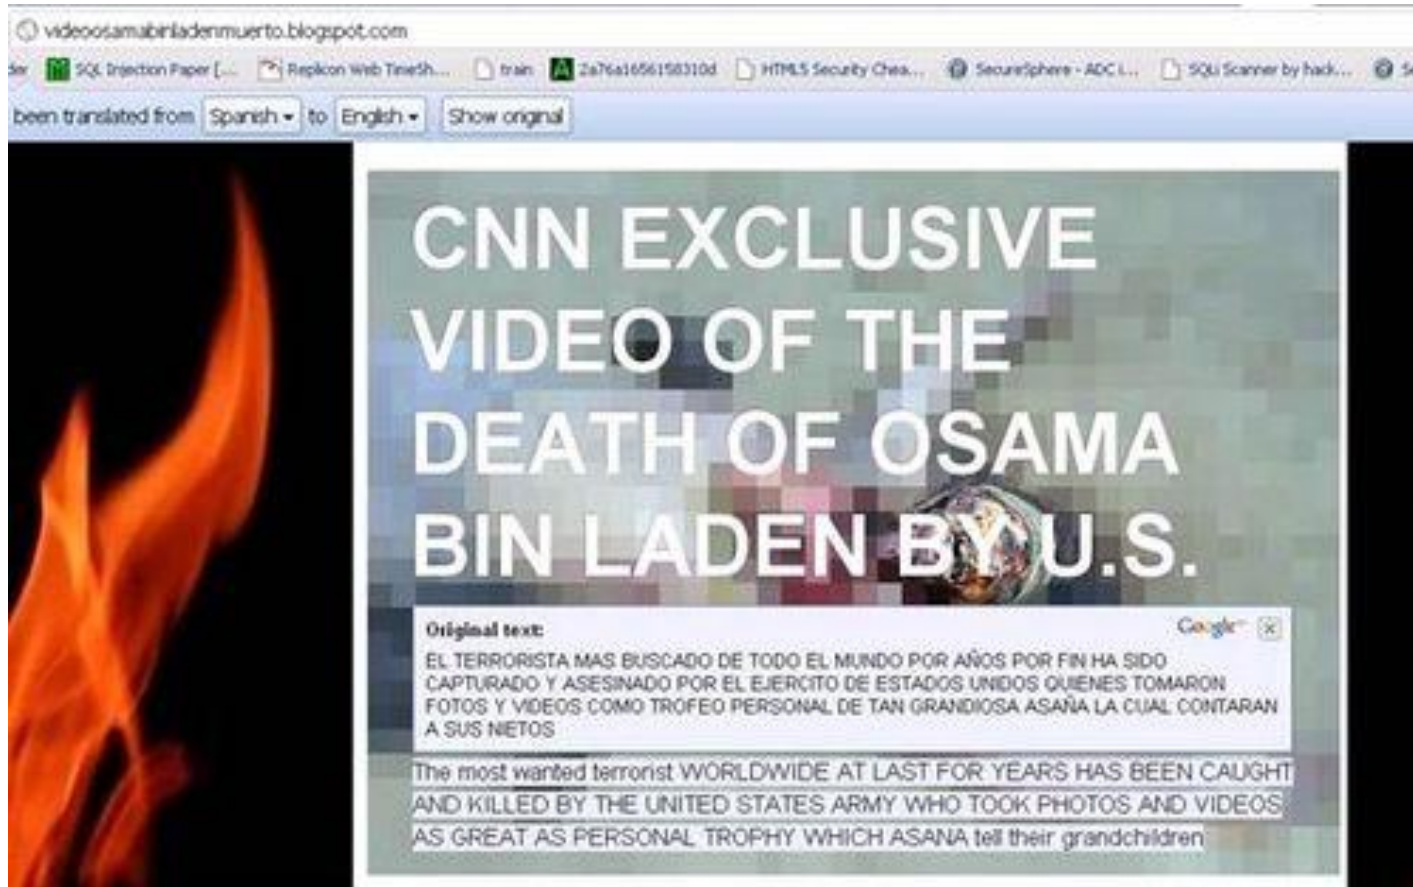 videoosamabinladenmuerto.blogspot.com
der SQL Injection Paper [... Replicon Web TimeSh... train 2a76a1656158310d HTML5 Security Chea... SecureSphere - ADC i... SQLi Scanner by hack... Se
been translated from Spanish to English Show original
CNN EXCLUSIVE
VIDEO OF THE
DEATH OF OSAMA
BIN LADEN BY U.S.
Original text: Google
EL TERRORISTA MAS BUSCADO DE TODO EL MUNDO POR AÑOS POR FIN HA SIDO
CAPTURADO Y ASESINADO POR EL EJERCITO DE ESTADOS UNIDOS QUIENES TOMARON
FOTOS Y VIDEOS COMO TROFEO PERSONAL DE TAN GRANDIOSA ASAÑA LA CUAL CONTARAN
A SUS NIETOS
The most wanted terrorist WORLDWIDE AT LAST FOR YEARS HAS BEEN CAUGHT
AND KILLED BY THE UNITED STATES ARMY WHO TOOK PHOTOS AND VIDEOS
AS GREAT AS PERSONAL TROPHY WHICH ASANA tell their grandchildren